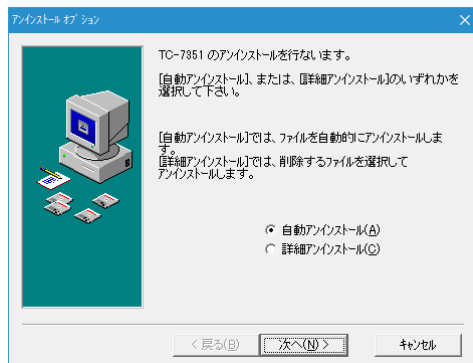 アンインストール オプション
TC-7351 のアンインストールを行ないます。
[自動アンインストール]、または、[詳細アンインストール]のいずれかを
選択して下さい。
[自動アンインストール]では、ファイルを自動的にアンインストールしま
す。
[詳細アンインストール]では、削除するファイルを選択して
アンインストールします。
自動アンインストール(A)
詳細アンインストール(C)
< 戻る(B)
次へ(N) >
キャンセル